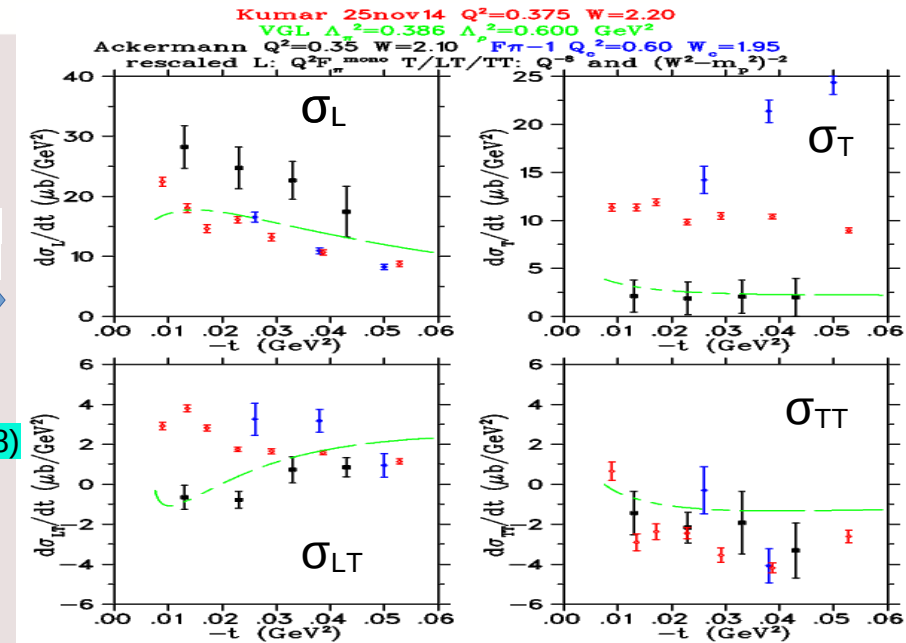 Kumar 25nov14 Q²=0.375 W=2.20
VGL Λπ²=0.386 Λρ²=0.600 GeV²
Ackermann Q²=0.35 W=2.10 Fπ−1 Qc²=0.60 Wc=1.95
rescaled L: Q²Fπ^mono T/LT/TT: Q⁻⁸ and (W²−mp²)⁻²
dσL/dt (μb/GeV²)
40
30
20
10
0
σL
.00 .01 .02 .03 .04 .05 .06
−t (GeV²)
dσT/dt (μb/GeV²)
25
20
15
10
5
0
σT
.00 .01 .02 .03 .04 .05 .06
−t (GeV²)
3)
dσLT/dt (μb/GeV²)
6
4
2
0
−2
−4
−6
σLT
.00 .01 .02 .03 .04 .05 .06
−t (GeV²)
dσTT/dt (μb/GeV²)
6
4
2
0
−2
−4
−6
σTT
.00 .01 .02 .03 .04 .05 .06
−t (GeV²)